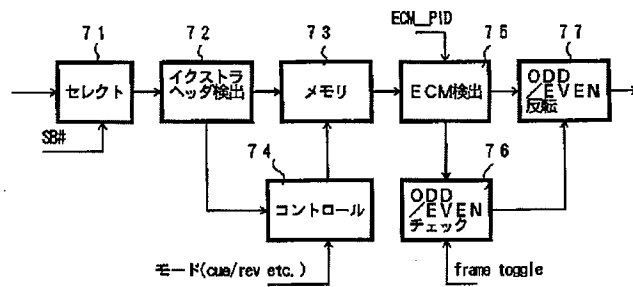 ECM_PID
71
72
73
75
77
セレクト
イクストラ
ヘッダ検出
メモリ
ECM検出
ODD
/EVEN
反転
SB#
74
76
コントロール
ODD
/EVEN
チェック
モード(cue/rev etc.)
frame toggle